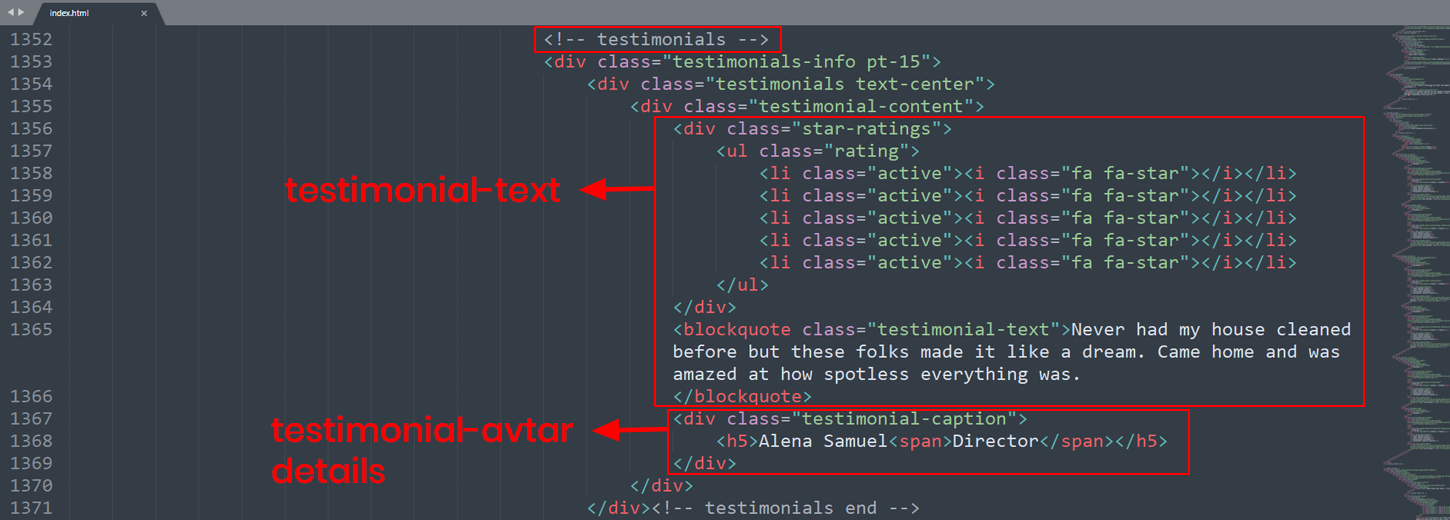 index.html ×
1352 <!-- testimonials -->
1353 <div class="testimonials-info pt-15">
1354 <div class="testimonials text-center">
1355 <div class="testimonial-content">
1356 <div class="star-ratings">
1357 <ul class="rating">
1358 <li class="active"><i class="fa fa-star"></i></li>
1359 <li class="active"><i class="fa fa-star"></i></li>
1360 <li class="active"><i class="fa fa-star"></i></li>
1361 <li class="active"><i class="fa fa-star"></i></li>
1362 <li class="active"><i class="fa fa-star"></i></li>
1363 </ul>
1364 </div>
1365 <blockquote class="testimonial-text">Never had my house cleaned
before but these folks made it like a dream. Came home and was
amazed at how spotless everything was.
1366 </blockquote>
1367 <div class="testimonial-caption">
1368 <h5>Alena Samuel<span>Director</span></h5>
1369 </div>
1370 </div>
1371 </div><!-- testimonials end -->
testimonial-text
testimonial-avtar
details